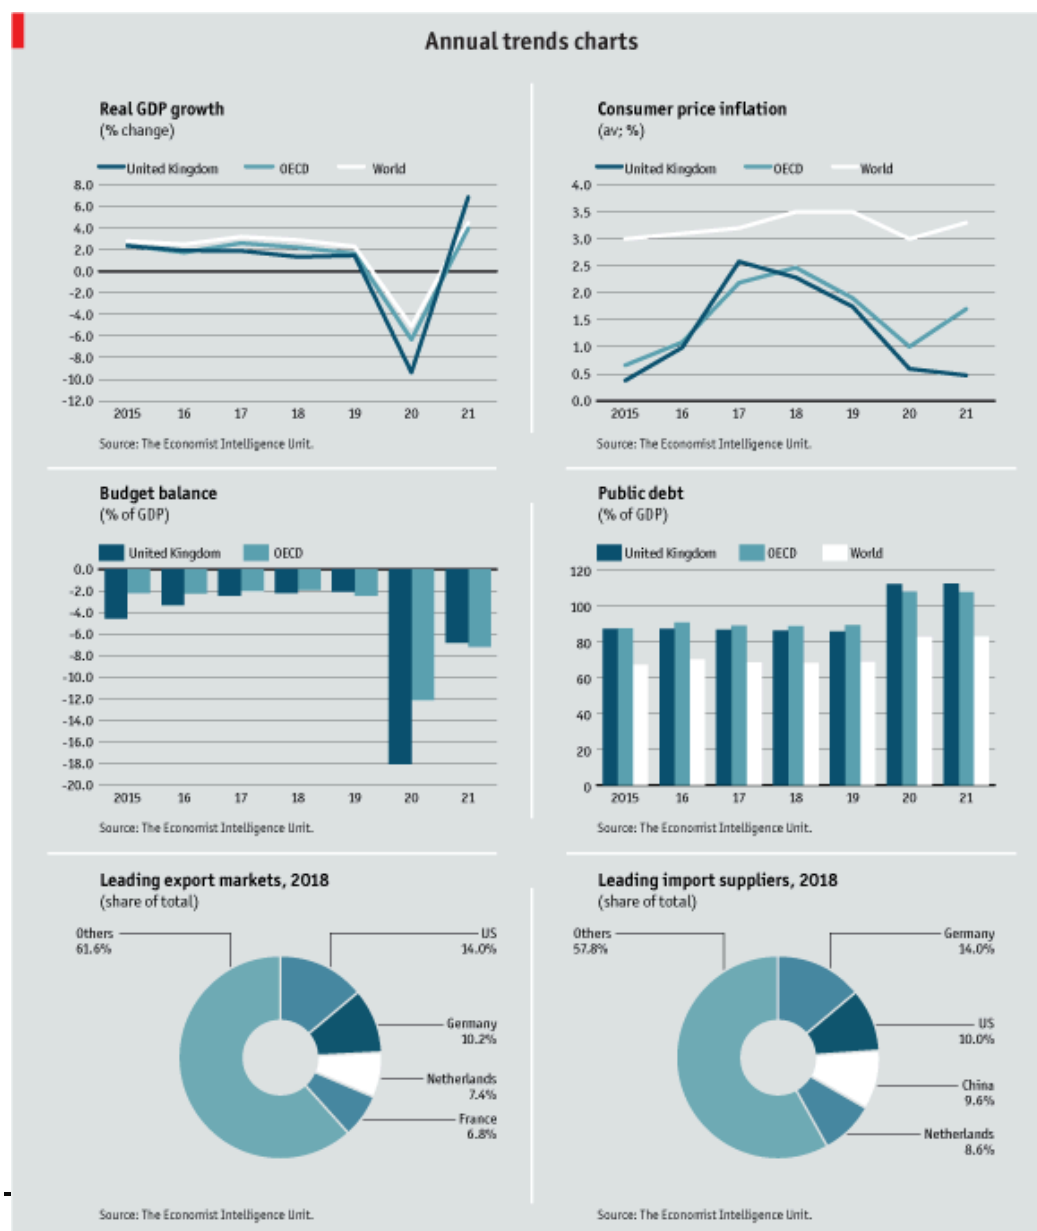 Annual trends charts
Real GDP growth
(% change)
United Kingdom OECD World
8.0
6.0
4.0
2.0
0.0
-2.0
-4.0
-6.0
-8.0
-10.0
-12.0
2015 16 17 18 19 20 21
Source: The Economist Intelligence Unit.
Consumer price inflation
(av; %)
United Kingdom OECD World
4.0
3.5
3.0
2.5
2.0
1.5
1.0
0.5
0.0
2015 16 17 18 19 20 21
Source: The Economist Intelligence Unit.
Budget balance
(% of GDP)
United Kingdom OECD
0.0
-2.0
-4.0
-6.0
-8.0
-10.0
-12.0
-14.0
-16.0
-18.0
-20.0
2015 16 17 18 19 20 21
Source: The Economist Intelligence Unit.
Public debt
(% of GDP)
United Kingdom OECD World
120
100
80
60
40
20
0
2015 16 17 18 19 20 21
Source: The Economist Intelligence Unit.
Leading export markets, 2018
(share of total)
Others
61.6%
US
14.0%
Germany
10.2%
Netherlands
7.4%
France
6.8%
Source: The Economist Intelligence Unit.
Leading import suppliers, 2018
(share of total)
Others
57.8%
Germany
14.0%
US
10.0%
China
9.6%
Netherlands
8.6%
Source: The Economist Intelligence Unit.